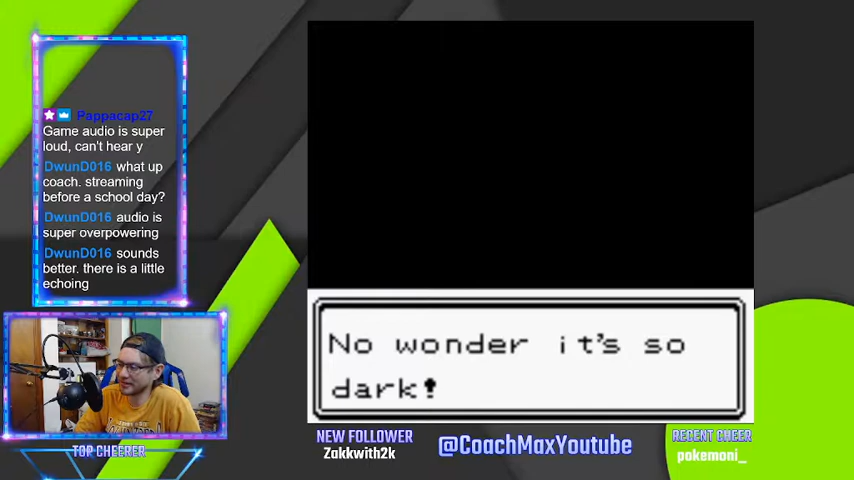 Pappacap27
Game audio is super
loud, can't hear y
DwunD016 what up
coach. streaming
before a school day?
DwunD016 audio is
super overpowering
DwunD016 sounds
better. there is a little
echoing
No wonder it's so
dark!
TOP CHEERER
NEW FOLLOWER
Zakkwith2k
@CoachMaxYoutube
RECENT CHEER
pokemoni_